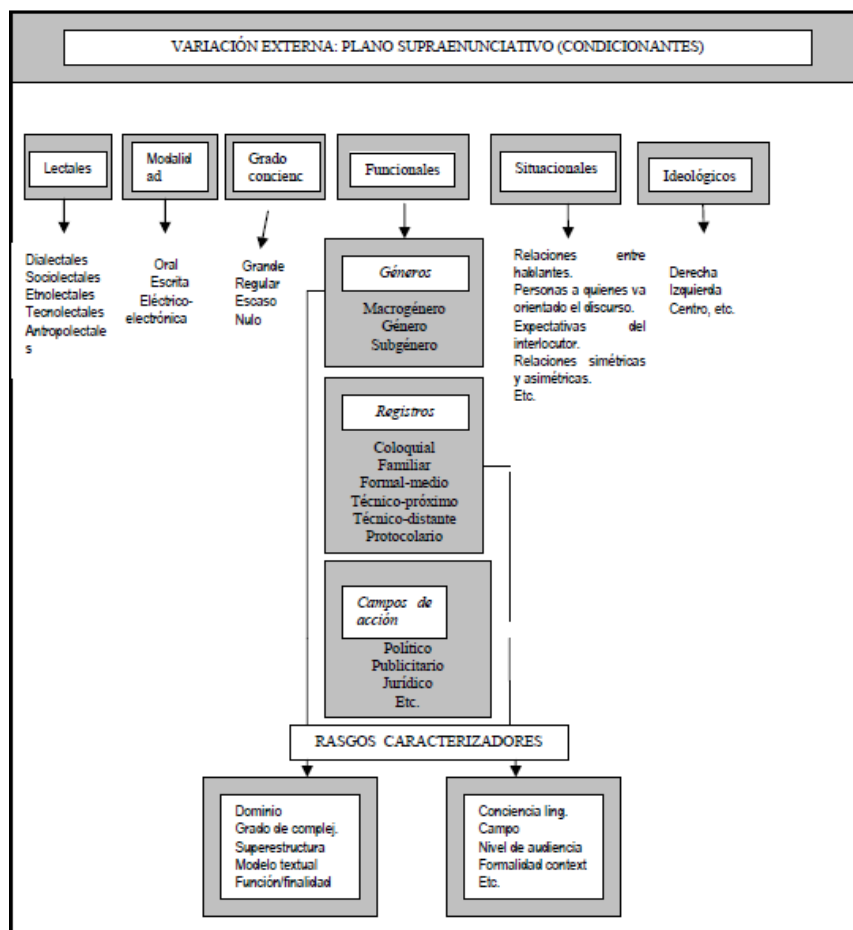 VARIACIÓN EXTERNA: PLANO SUPRAENUNCIATIVO (CONDICIONANTES)
Lectales
Modalid
ad
Grado
concienc
Funcionales
Situacionales
Ideológicos
Dialectales
Sociolectales
Etnolectales
Tecnolectales
Antropolectale
s
Oral
Escrita
Eléctrico-
electrónica
Grande
Regular
Escaso
Nulo
Géneros
Macrogénero
Género
Subgénero
Relaciones entre
hablantes.
Personas a quienes va
orientado el discurso.
Expectativas del
interlocutor.
Relaciones simétricas
y asimétricas.
Etc.
Derecha
Izquierda
Centro, etc.
Registros
Coloquial
Familiar
Formal-medio
Técnico-próximo
Técnico-distante
Protocolario
Campos de
acción
Político
Publicitario
Jurídico
Etc.
RASGOS CARACTERIZADORES
Dominio
Grado de complej.
Superestructura
Modelo textual
Función/finalidad
Conciencia ling.
Campo
Nivel de audiencia
Formalidad context
Etc.